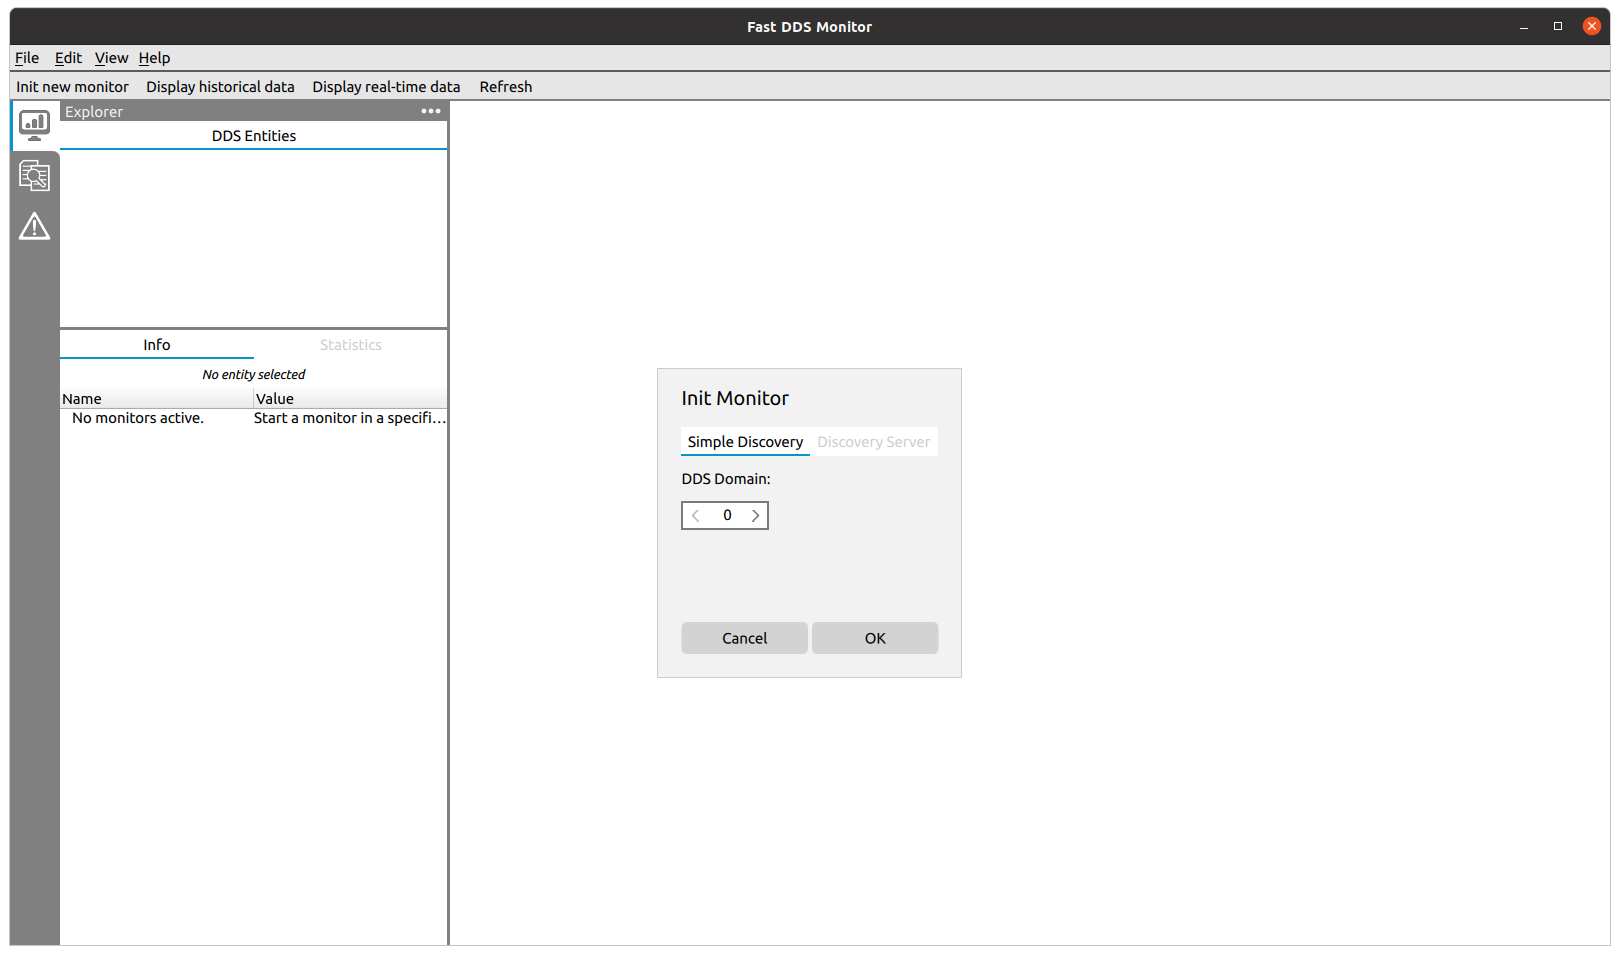 Fast DDS Monitor
File Edit View Help
Init new monitor Display historical data Display real-time data Refresh
Explorer
DDS Entities
Info Statistics
No entity selected
Name Value
No monitors active. Start a monitor in a specifi...
Init Monitor
Simple Discovery Discovery Server
DDS Domain:
0
Cancel OK